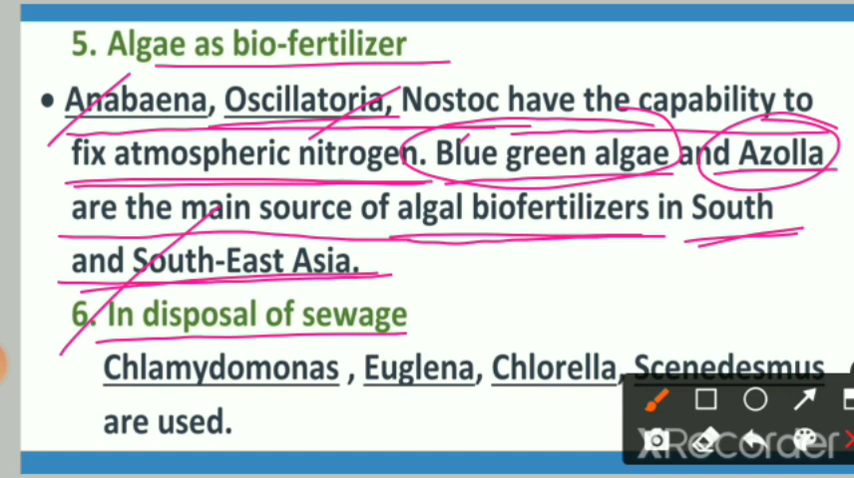 5. Algae as bio-fertilizer
• Anabaena, Oscillatoria, Nostoc have the capability to
fix atmospheric nitrogen. Blue green algae and Azolla
are the main source of algal biofertilizers in South
and South-East Asia.
6. In disposal of sewage
Chlamydomonas , Euglena, Chlorella, Scenedesmus
are used.
XRecorder